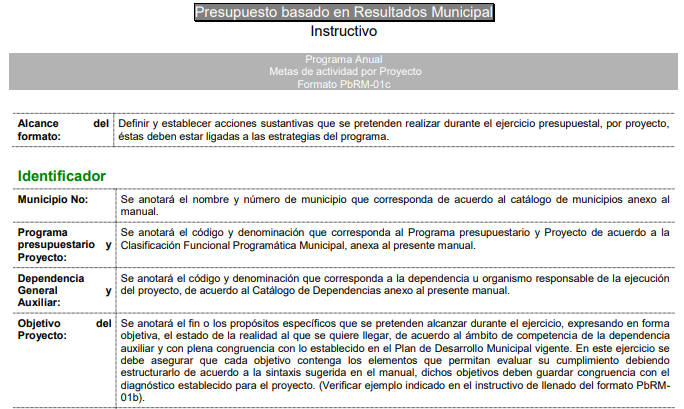 Presupuesto basado en Resultados Municipal
Instructivo
Programa Anual
Metas de actividad por Proyecto
Formato PbRM-01c
Alcance del formato: Definir y establecer acciones sustantivas que se pretenden realizar durante el ejercicio presupuestal, por proyecto,
éstas deben estar ligadas a las estrategias del programa.
Identificador
Municipio No: Se anotará el nombre y número de municipio que corresponda de acuerdo al catálogo de municipios anexo al
manual.
Programa presupuestario y Proyecto: Se anotará el código y denominación que corresponda al Programa presupuestario y Proyecto de acuerdo a la
Clasificación Funcional Programática Municipal, anexa al presente manual.
Dependencia General y Auxiliar: Se anotará el código y denominación que corresponda a la dependencia u organismo responsable de la ejecución
del proyecto, de acuerdo al Catálogo de Dependencias anexo al presente manual.
Objetivo del Proyecto: Se anotará el fin o los propósitos específicos que se pretenden alcanzar durante el ejercicio, expresando en forma
objetiva, el estado de la realidad al que se quiere llegar, de acuerdo al ámbito de competencia de la dependencia
auxiliar y con plena congruencia con lo establecido en el Plan de Desarrollo Municipal vigente. En este ejercicio se
debe asegurar que cada objetivo contenga los elementos que permitan evaluar su cumplimiento debiendo
estructurarlo de acuerdo a la sintaxis sugerida en el manual, dichos objetivos deben guardar congruencia con el
diagnóstico establecido para el proyecto. (Verificar ejemplo indicado en el instructivo de llenado del formato PbRM-
01b).